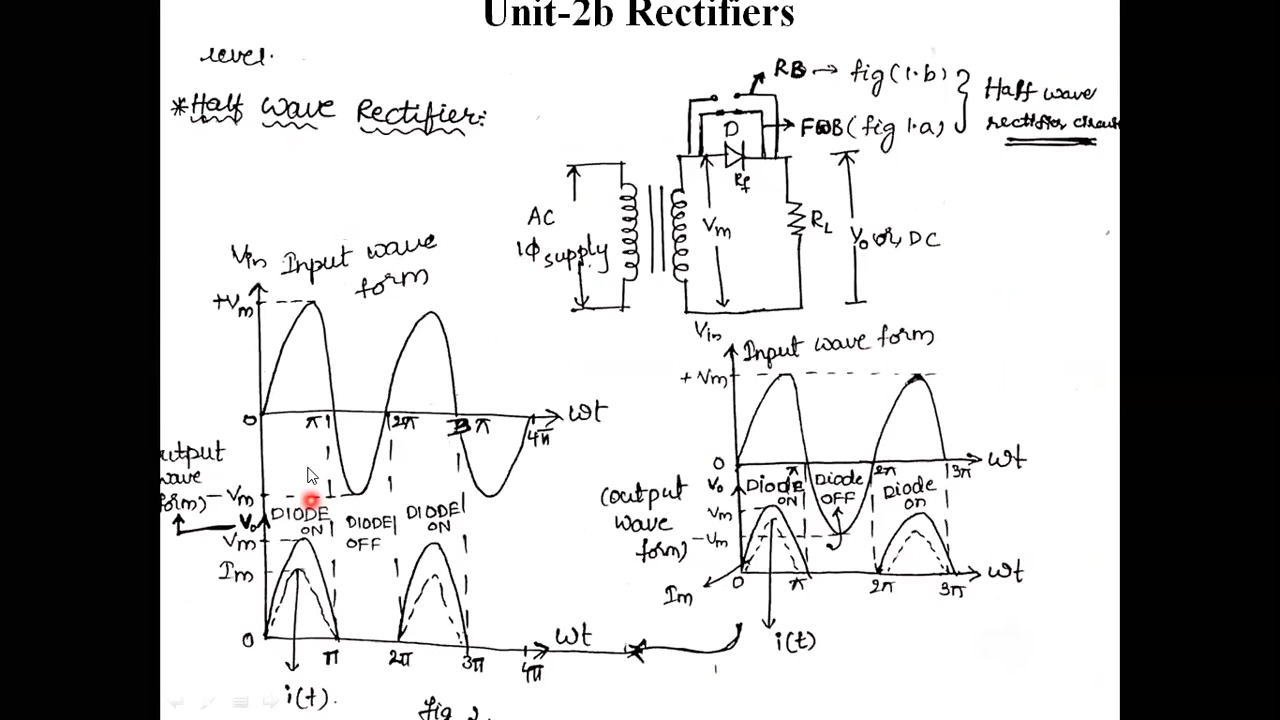 Unit-2b Rectifiers
level.
*Half Wave Rectifier:
RB → fig (1.b)
FWB (fig 1.a)
Half wave
rectifier circuit
D
Rf
AC
1Φ supply
Vm
RL
Vo or, DC
Vin Input wave
form
+Vm
0
π
2π
3π
4π
ωt
-Vm
output
wave
form)
Vo
DIODE
ON
DIODE
OFF
DIODE
ON
Vm
Im
0
π
2π
3π
4π
ωt
i(t).
fig 2.
Vin
Input wave form
+Vm
0
π
2π
3π
ωt
Vo
Diode
ON
Diode
OFF
Diode
on
(output
wave
form)
Vm
-Vm
Im
0
π
2π
3π
ωt
i(t)